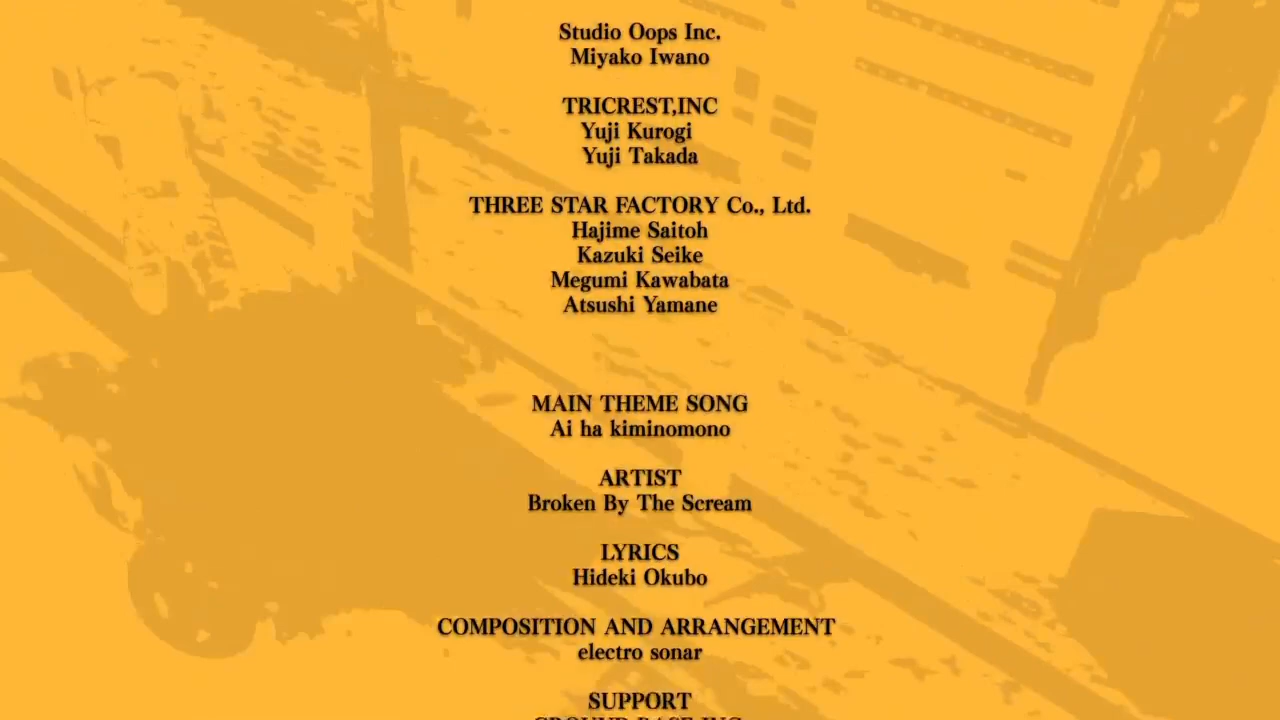 Studio Oops Inc.
Miyako Iwano
TRICREST,INC
Yuji Kurogi
Yuji Takada
THREE STAR FACTORY Co., Ltd.
Hajime Saitoh
Kazuki Seike
Megumi Kawabata
Atsushi Yamane
MAIN THEME SONG
Ai ha kiminomono
ARTIST
Broken By The Scream
LYRICS
Hideki Okubo
COMPOSITION AND ARRANGEMENT
electro sonar
SUPPORT